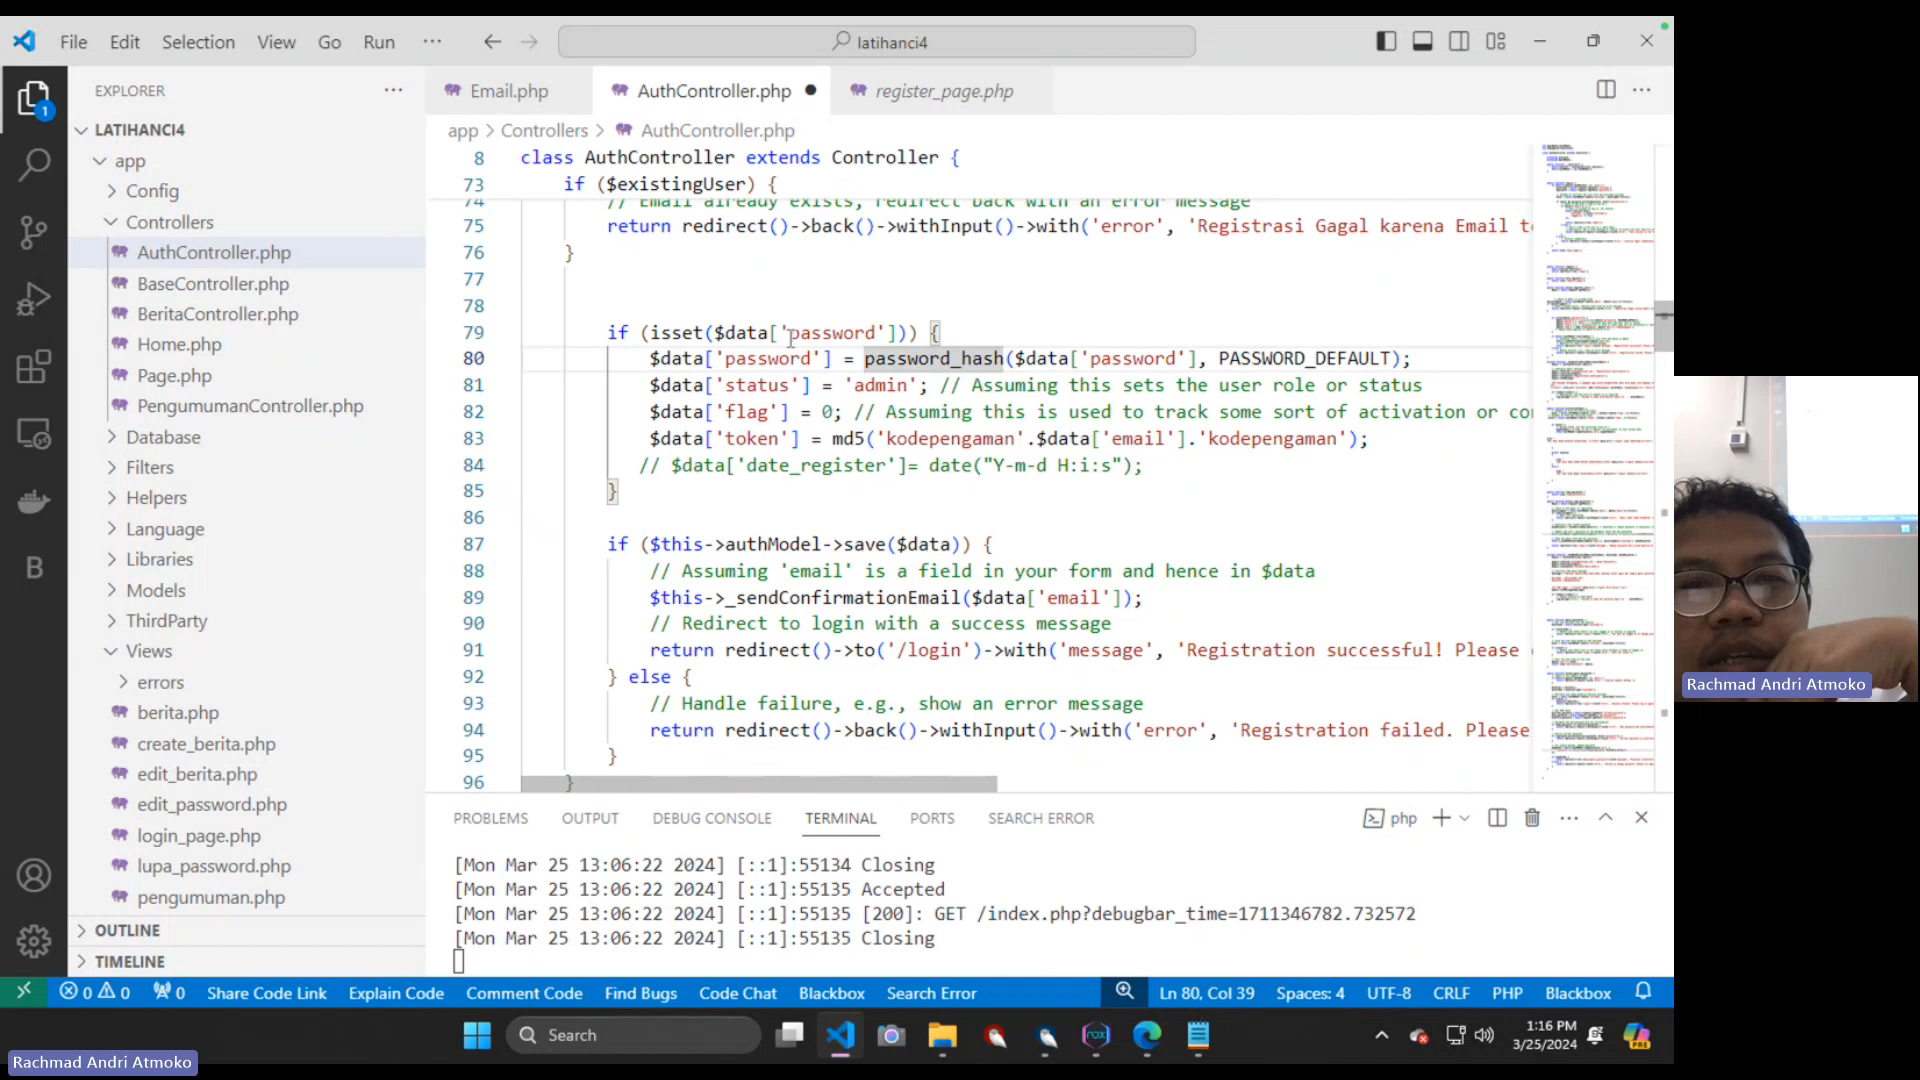 File Edit Selection View Go Run ··· latihanci4
EXPLORER ···
LATIHANCI4
app
Config
Controllers
AuthController.php
BaseController.php
BeritaController.php
Home.php
Page.php
PengumumanController.php
Database
Filters
Helpers
Language
Libraries
Models
ThirdParty
Views
errors
berita.php
create_berita.php
edit_berita.php
edit_password.php
login_page.php
lupa_password.php
pengumuman.php
OUTLINE
TIMELINE
1
B
Email.php AuthController.php register_page.php
app > Controllers > AuthController.php
8 class AuthController extends Controller {
73 if ($existingUser) {
74 // Email already exists, redirect back with an error message
75 return redirect()->back()->withInput()->with('error', 'Registrasi Gagal karena Email
76 }
77
78
79 if (isset($data['password'])) {
80 $data['password'] = password_hash($data['password'], PASSWORD_DEFAULT);
81 $data['status'] = 'admin'; // Assuming this sets the user role or status
82 $data['flag'] = 0; // Assuming this is used to track some sort of activation or
83 $data['token'] = md5('kodepengaman'.$data['email'].'kodepengaman');
84 // $data['date_register']= date("Y-m-d H:i:s");
85 }
86
87 if ($this->authModel->save($data)) {
88 // Assuming 'email' is a field in your form and hence in $data
89 $this->_sendConfirmationEmail($data['email']);
90 // Redirect to login with a success message
91 return redirect()->to('/login')->with('message', 'Registration successful! Please
92 } else {
93 // Handle failure, e.g., show an error message
94 return redirect()->back()->withInput()->with('error', 'Registration failed. Please
95 }
96 }
PROBLEMS OUTPUT DEBUG CONSOLE TERMINAL PORTS SEARCH ERROR php
[Mon Mar 25 13:06:22 2024] [::1]:55134 Closing
[Mon Mar 25 13:06:22 2024] [::1]:55135 Accepted
[Mon Mar 25 13:06:22 2024] [::1]:55135 [200]: GET /index.php?debugbar_time=1711346782.732572
[Mon Mar 25 13:06:22 2024] [::1]:55135 Closing
0 0 0 Share Code Link Explain Code Comment Code Find Bugs Code Chat Blackbox Search Error Ln 80, Col 39 Spaces: 4 UTF-8 CRLF PHP Blackbox
Search
1:16 PM
3/25/2024
PRE
Rachmad Andri Atmoko
Rachmad Andri Atmoko